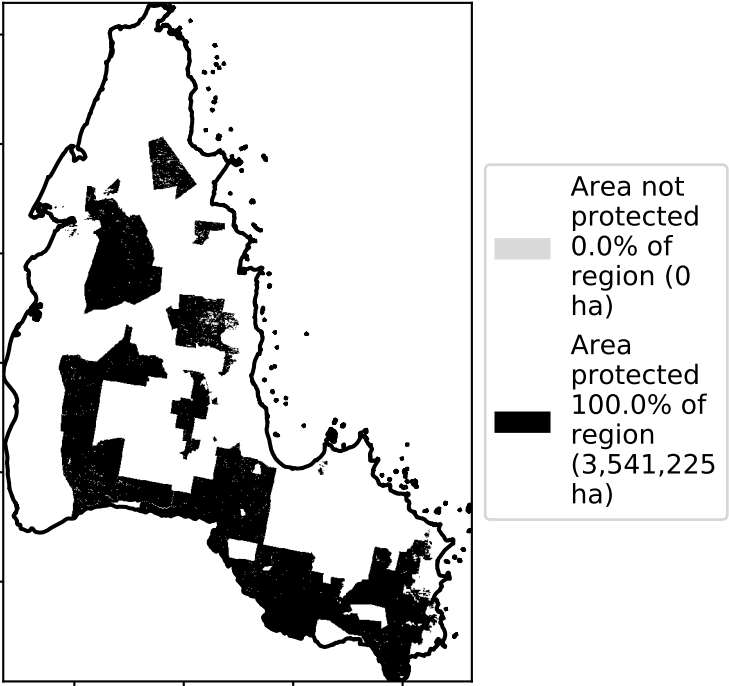 Area not
protected
0.0% of
region (0
ha)
Area
protected
100.0% of
region
(3,541,225
ha)